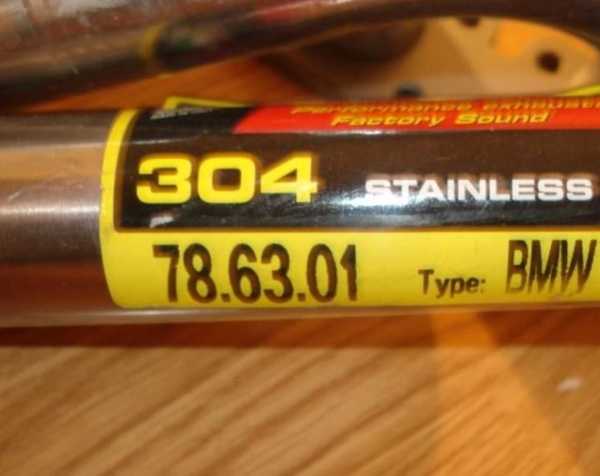 Performance exhaust
Factory Sound
304 STAINLESS
78.63.01 Type: BMW